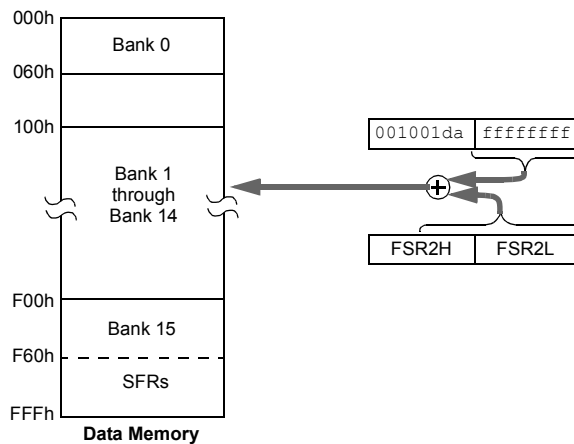 000h
Bank 0
060h
100h
001001da ffffffff
Bank 1
through
Bank 14
FSR2H FSR2L
F00h
Bank 15
F60h
SFRs
FFFh
Data Memory